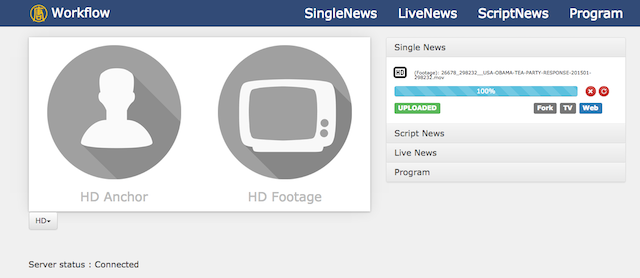 Workflow
SingleNews LiveNews ScriptNews Program
HD Anchor
HD Footage
HD
Server status : Connected
Single News
HD
(Footage): 26678_298232__USA-OBAMA-TEA-PARTY-RESPONSE-201501-
298232.mov
100%
UPLOADED
Fork TV Web
Script News
Live News
Program